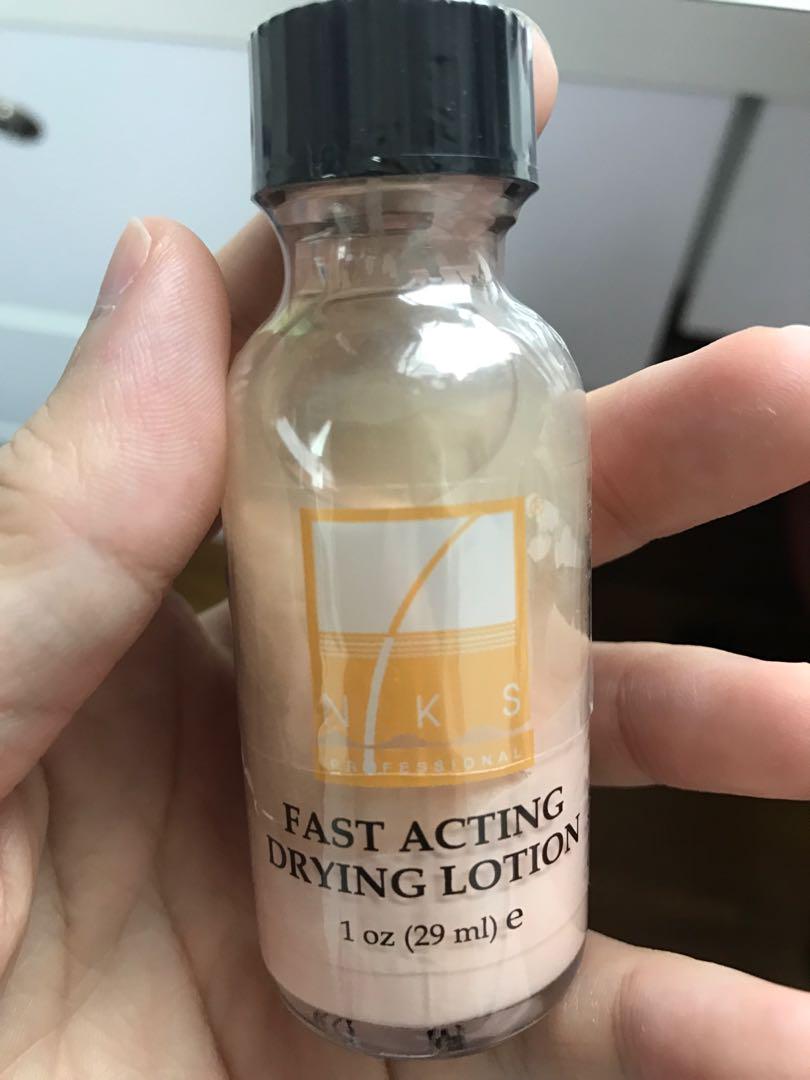 ®
N K S
PROFESSIONAL
FAST ACTING
DRYING LOTION
1 oz (29 ml) e